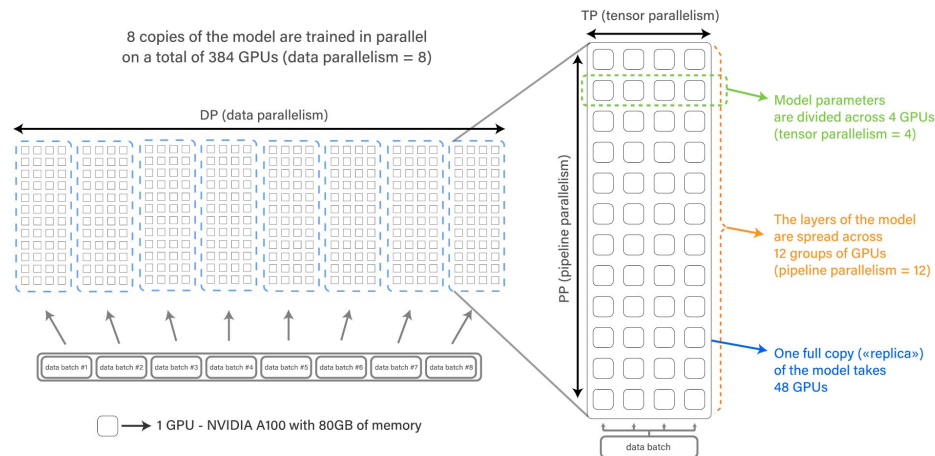 TP (tensor parallelism)
8 copies of the model are trained in parallel
on a total of 384 GPUs (data parallelism = 8)
DP (data parallelism)
PP (pipeline parallelism)
Model parameters
are divided across 4 GPUs
(tensor parallelism = 4)
The layers of the model
are spread across
12 groups of GPUs
(pipeline parallelism = 12)
One full copy («replica»)
of the model takes
48 GPUs
data batch #1
data batch #2
data batch #3
data batch #4
data batch #5
data batch #6
data batch #7
data batch #8
1 GPU - NVIDIA A100 with 80GB of memory
data batch